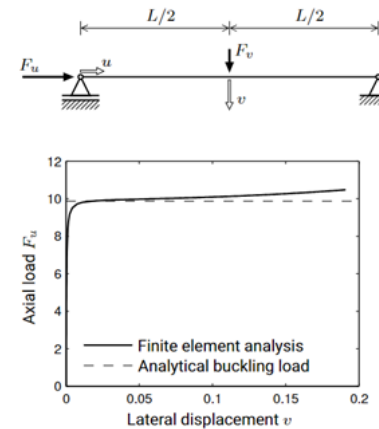 L/2 L/2
F_u u F_v
v
12
10
8
6
4
2
0
Axial load F_u
Finite element analysis
Analytical buckling load
0 0.05 0.1 0.15 0.2
Lateral displacement v